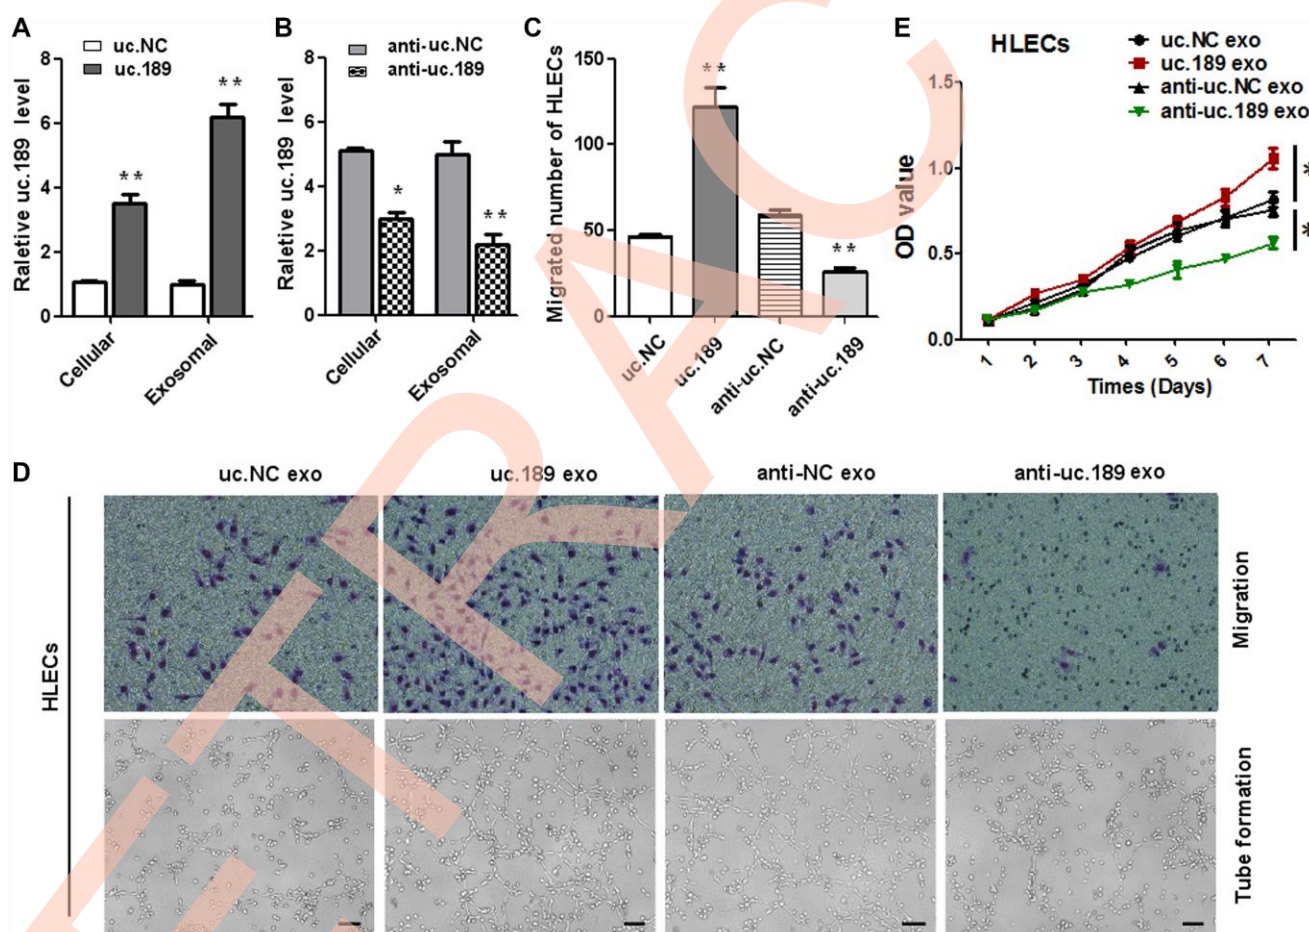 A
uc.NC
uc.189
Raletive uc.189 level
8
6
4
2
0
**
**
Cellular
Exosomal
B
anti-uc.NC
anti-uc.189
Raletive uc.189 level
8
6
4
2
0
*
**
Cellular
Exosomal
C
Migrated number of HLECs
150
100
50
0
**
**
uc.NC
uc.189
anti-uc.NC
anti-uc.189
E
HLECs
uc.NC exo
uc.189 exo
anti-uc.NC exo
anti-uc.189 exo
OD value
1.5
1.0
0.5
0.0
*
*
1
2
3
4
5
6
7
Times (Days)
D
uc.NC exo
uc.189 exo
anti-NC exo
anti-uc.189 exo
HLECs
Migration
Tube formation